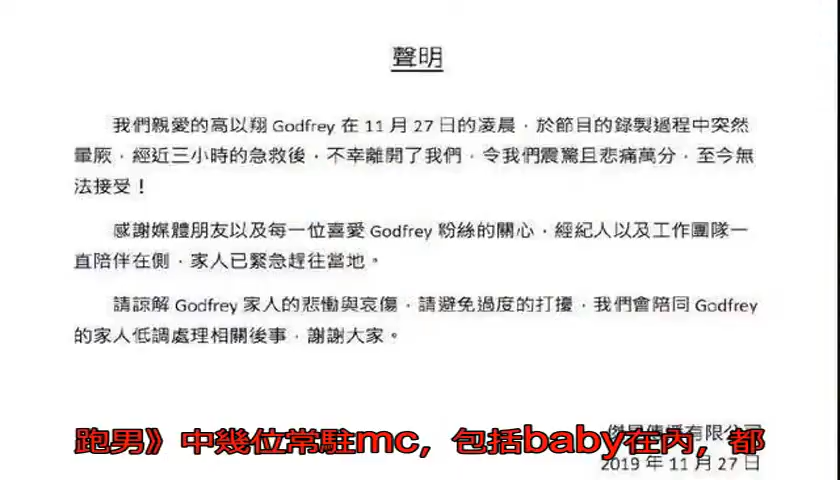 聲明
我們親愛的高以翔 Godfrey 在 11 月 27 日的凌晨，於節目的錄製過程中突然
暈厥，經近三小時的急救後，不幸離開了我們，令我們震驚且悲痛萬分，至今無
法接受！
感謝媒體朋友以及每一位喜愛 Godfrey 粉絲的關心，經紀人以及工作團隊一
直陪伴在側，家人已緊急趕往當地。
請諒解 Godfrey 家人的悲慟與哀傷，請避免過度的打擾，我們會陪同 Godfrey
的家人低調處理相關後事，謝謝大家。
有限公司
跑男》中幾位常駐mc，包括baby在內，都
2019 年 11 月 27 日